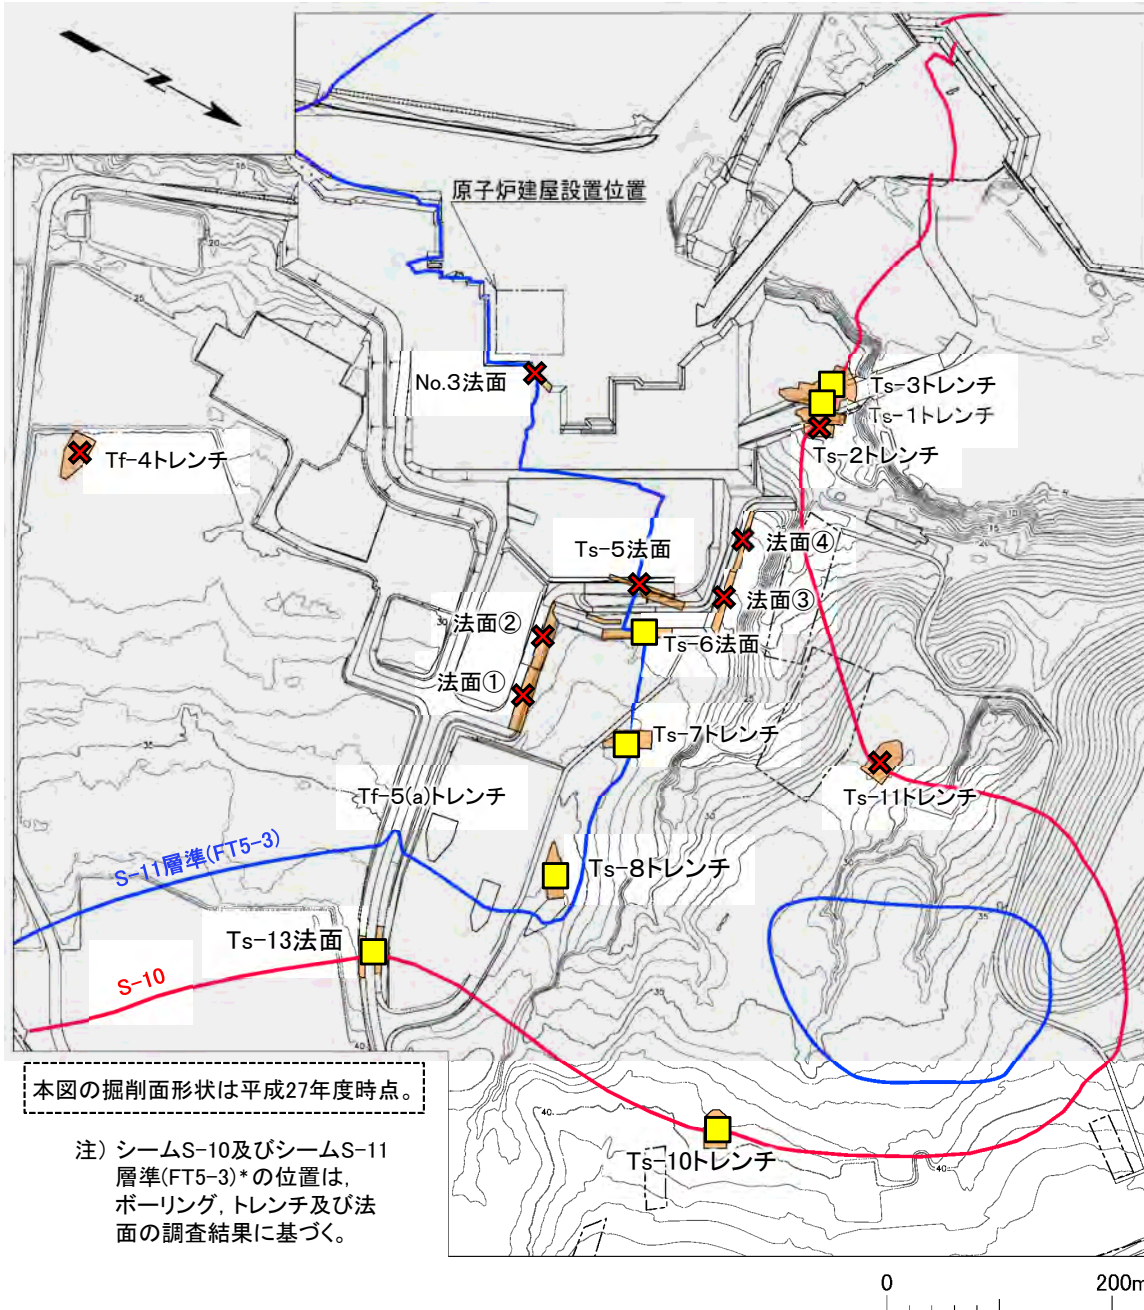 原子炉建屋設置位置
No.3法面
Ts-3トレンチ
Ts-1トレンチ
Ts-2トレンチ
Tf-4トレンチ
Ts-5法面
法面④
法面③
法面②
Ts-6法面
法面①
Ts-7トレンチ
Tf-5(a)トレンチ
Ts-11トレンチ
S-11層準(FT5-3)
Ts-8トレンチ
Ts-13法面
S-10
本図の掘削面形状は平成27年度時点。
Ts-10トレンチ
注) シームS-10及びシームS-11
層準(FT5-3)*の位置は,
ボーリング, トレンチ及び法
面の調査結果に基づく。
0 200m